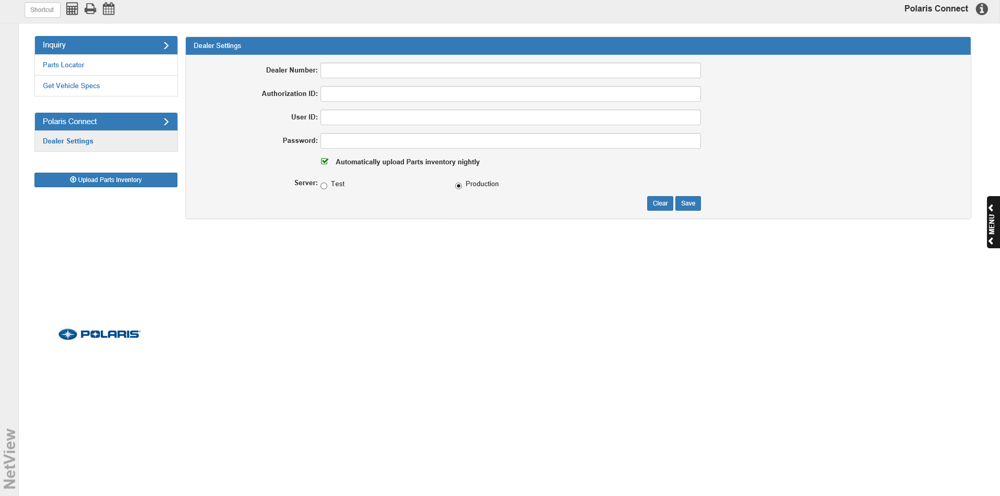 Shortcut
Polaris Connect
Inquiry
Parts Locator
Get Vehicle Specs
Polaris Connect
Dealer Settings
Upload Parts Inventory
Dealer Settings
Dealer Number:
Authorization ID:
User ID:
Password:
Automatically upload Parts inventory nightly
Server: Test Production
Clear Save
MENU
POLARIS
NetView